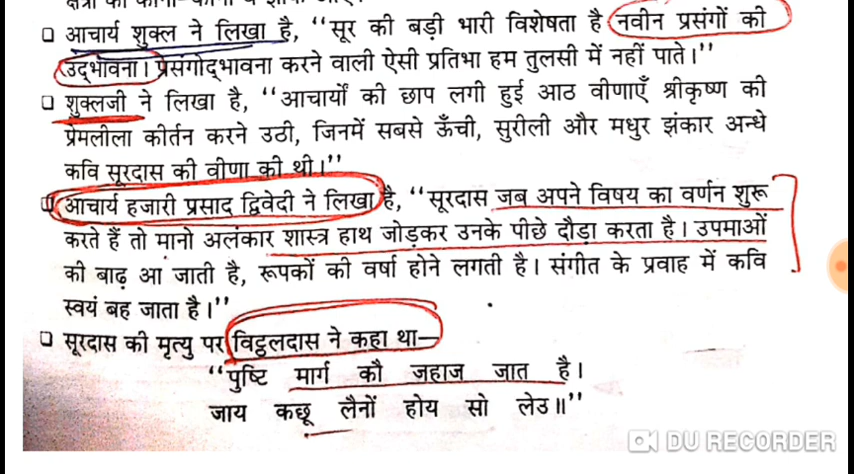 ❑ आचार्य शुक्ल ने लिखा है, ‘‘सूर की बड़ी भारी विशेषता है नवीन प्रसंगों की
उद्‌भावना। प्रसंगोद्‌भावना करने वाली ऐसी प्रतिभा हम तुलसी में नहीं पाते।’’
❑ शुक्लजी ने लिखा है, ‘‘आचार्यों की छाप लगी हुई आठ वीणाएँ श्रीकृष्ण की
प्रेमलीला कीर्तन करने उठी, जिनमें सबसे ऊँची, सुरीली और मधुर झंकार अन्धे
कवि सूरदास की वीणा की थी।’’
❑ आचार्य हजारी प्रसाद द्विवेदी ने लिखा है, ‘‘सूरदास जब अपने विषय का वर्णन शुरू
करते हैं तो मानो अलंकार शास्त्र हाथ जोड़कर उनके पीछे दौड़ा करता है। उपमाओं
की बाढ़ आ जाती है, रूपकों की वर्षा होने लगती है। संगीत के प्रवाह में कवि
स्वयं बह जाता है।’’
❑ सूरदास की मृत्यु पर विट्ठलदास ने कहा था—
‘‘पुष्टि मार्ग कौ जहाज जात है।
जाय कछू लैनों होय सो लेउ॥’’
DU RECORDER